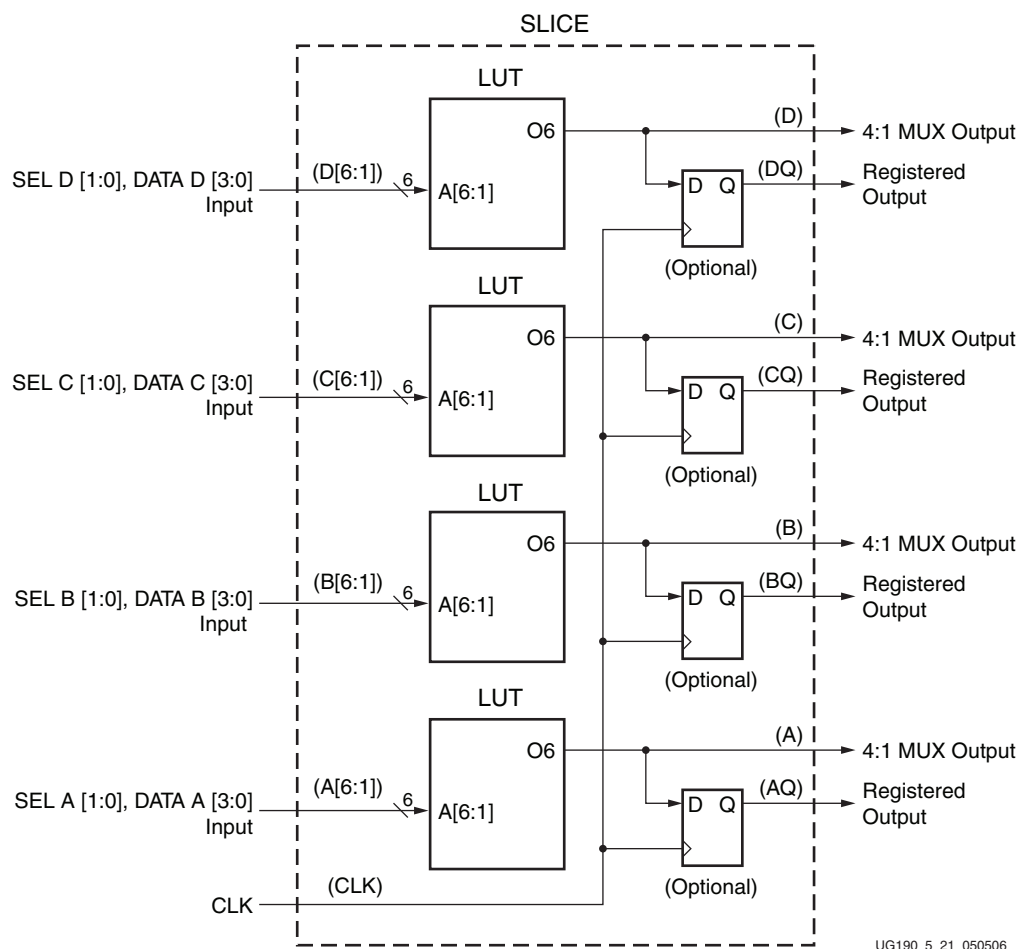 SLICE
LUT
O6
(D)
4:1 MUX Output
SEL D [1:0], DATA D [3:0]
Input
(D[6:1])
6
A[6:1]
D Q
(DQ)
Registered
Output
(Optional)
LUT
O6
(C)
4:1 MUX Output
SEL C [1:0], DATA C [3:0]
Input
(C[6:1])
6
A[6:1]
D Q
(CQ)
Registered
Output
(Optional)
LUT
O6
(B)
4:1 MUX Output
SEL B [1:0], DATA B [3:0]
Input
(B[6:1])
6
A[6:1]
D Q
(BQ)
Registered
Output
(Optional)
LUT
O6
(A)
4:1 MUX Output
SEL A [1:0], DATA A [3:0]
Input
(A[6:1])
6
A[6:1]
D Q
(AQ)
Registered
Output
(Optional)
CLK
(CLK)
UG190_5_21_050506